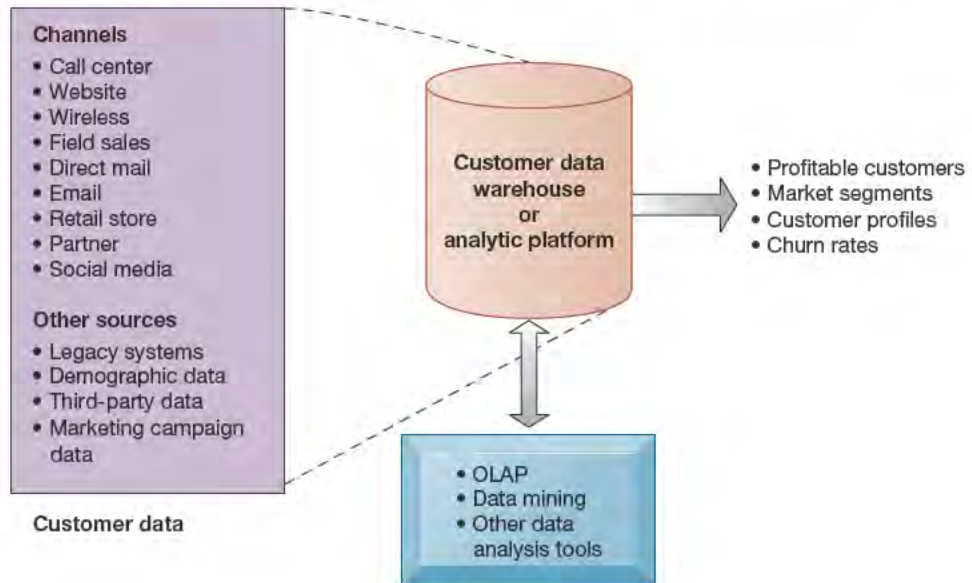 Channels
• Call center
• Website
• Wireless
• Field sales
• Direct mail
• Email
• Retail store
• Partner
• Social media
Other sources
• Legacy systems
• Demographic data
• Third-party data
• Marketing campaign
data
Customer data
Customer data
warehouse
or
analytic platform
• Profitable customers
• Market segments
• Customer profiles
• Churn rates
• OLAP
• Data mining
• Other data
analysis tools